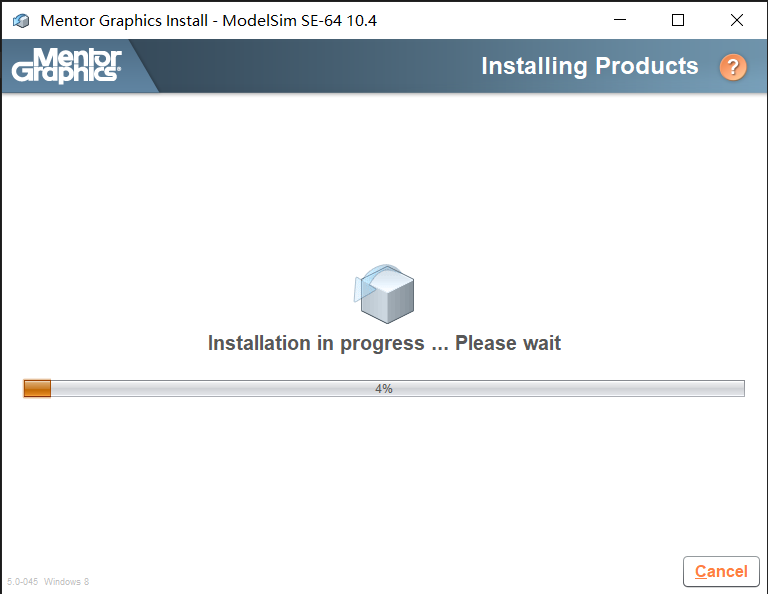 Mentor Graphics Install - ModelSim SE-64 10.4
Mentor
Graphics®
Installing Products
?
Installation in progress ... Please wait
4%
Cancel
5.0-045 Windows 8